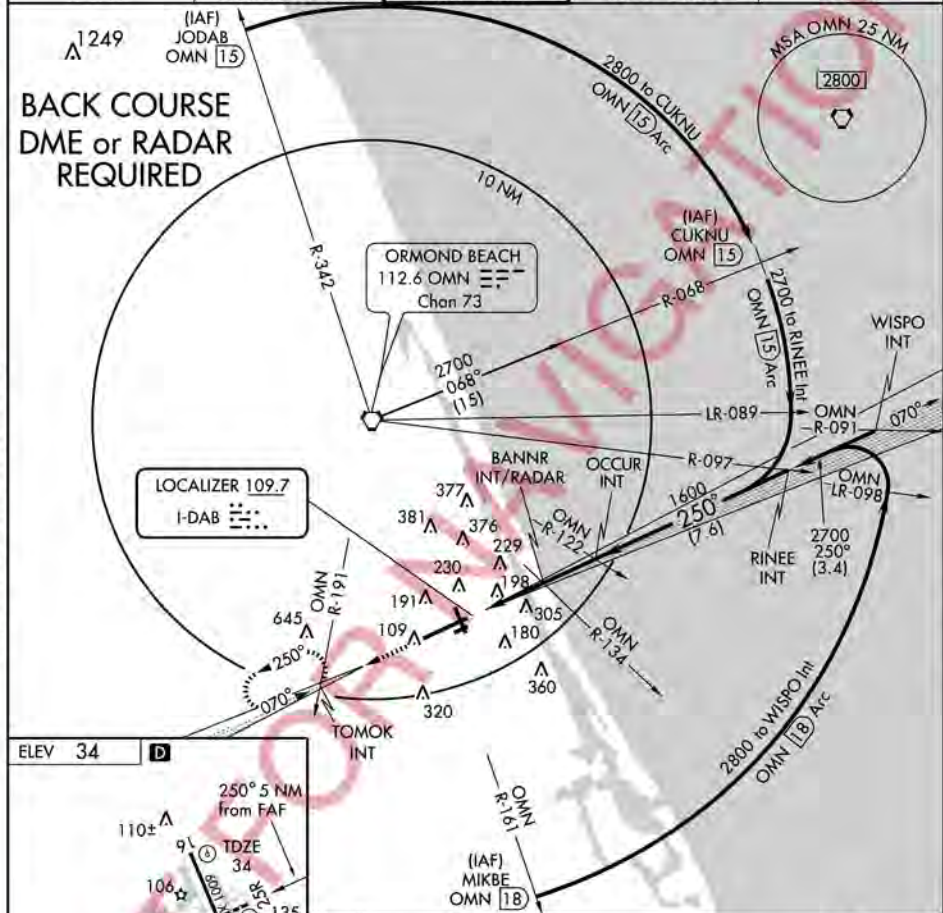 1249
(IAF)
JODAB
OMN 15
BACK COURSE
DME or RADAR
REQUIRED
2800 to CUKNU
OMN 15 Arc
MSA OMN 25 NM
2800
10 NM
R-342
ORMOND BEACH
112.6 OMN
Chan 73
(IAF)
CUKNU
OMN 15
R-068
2700
068°
(15)
2700 to RINEE Int
OMN 15 Arc
WISPO
INT
LR-089
OMN
R-091
070°
R-097
OMN
LR-098
BANNR
INT/RADAR
OCCUR
INT
1600
250°
(7.6)
RINEE
INT
2700
250°
(3.4)
LOCALIZER 109.7
I-DAB
377
381
376
OMN
R-122
229
230
198
191
305
OMN
R-191
645
109
180
OMN
R-134
360
250°
070°
320
TOMOK
INT
2800 to WISPO Int
OMN 18 Arc
OMN
R-161
(IAF)
MIKBE
OMN 18
ELEV 34 D
250° 5 NM
from FAF
110±
16
6
TDZE
34
106
25R
135
FOR NAVIGATION